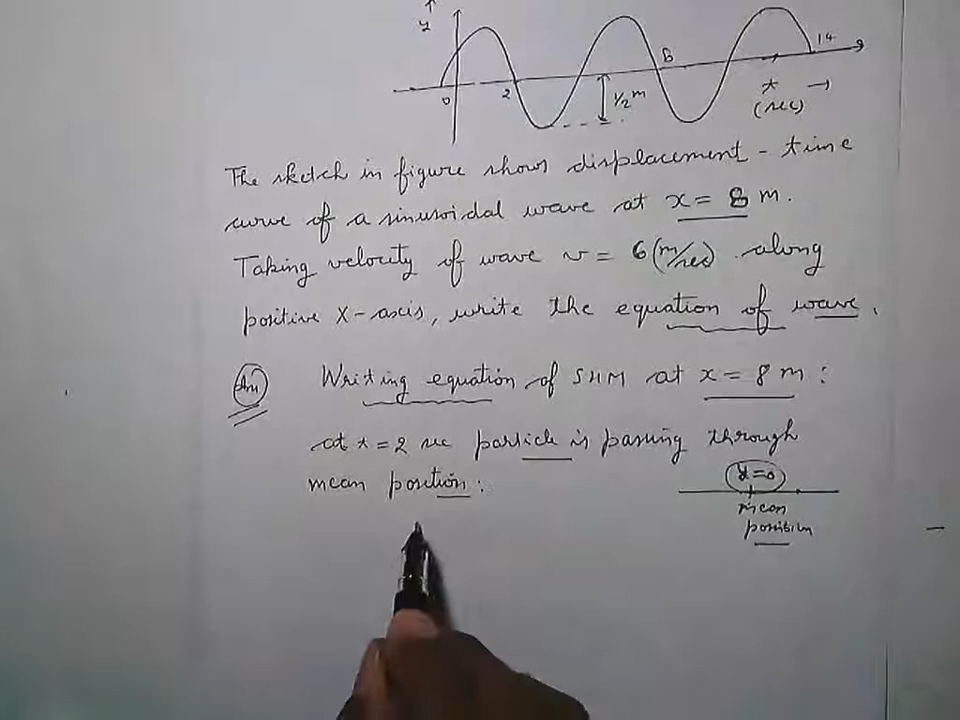 y
0
2
1/2 m
6
14
t →
(sec)
The sketch in figure shows displacement - time
curve of a sinusoidal wave at x = 8 m.
Taking velocity of wave v = 6 (m/sec) along
positive X-axis, write the equation of wave.
Ans
Writing equation of SHM at x = 8 m :
at t = 2 sec particle is passing through
mean position :
y=0
mean
position